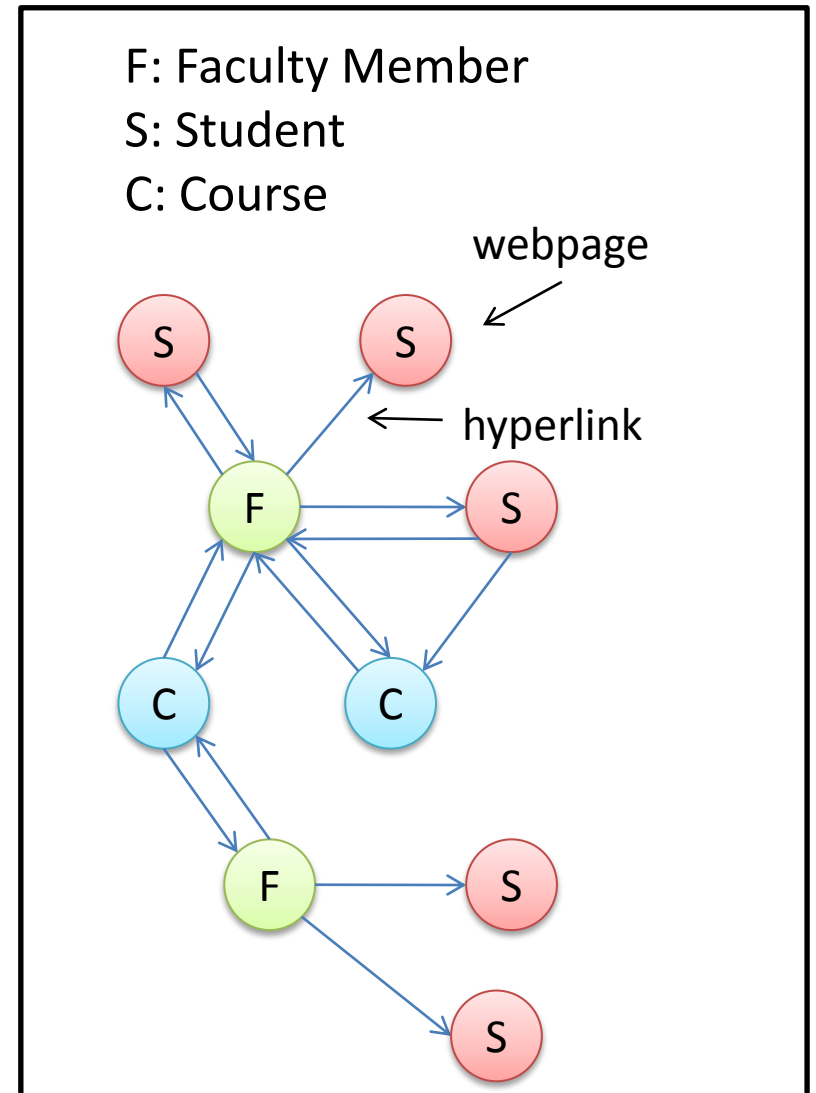 F: Faculty Member
S: Student
C: Course
webpage
S
S
hyperlink
F
S
C
C
F
S
S